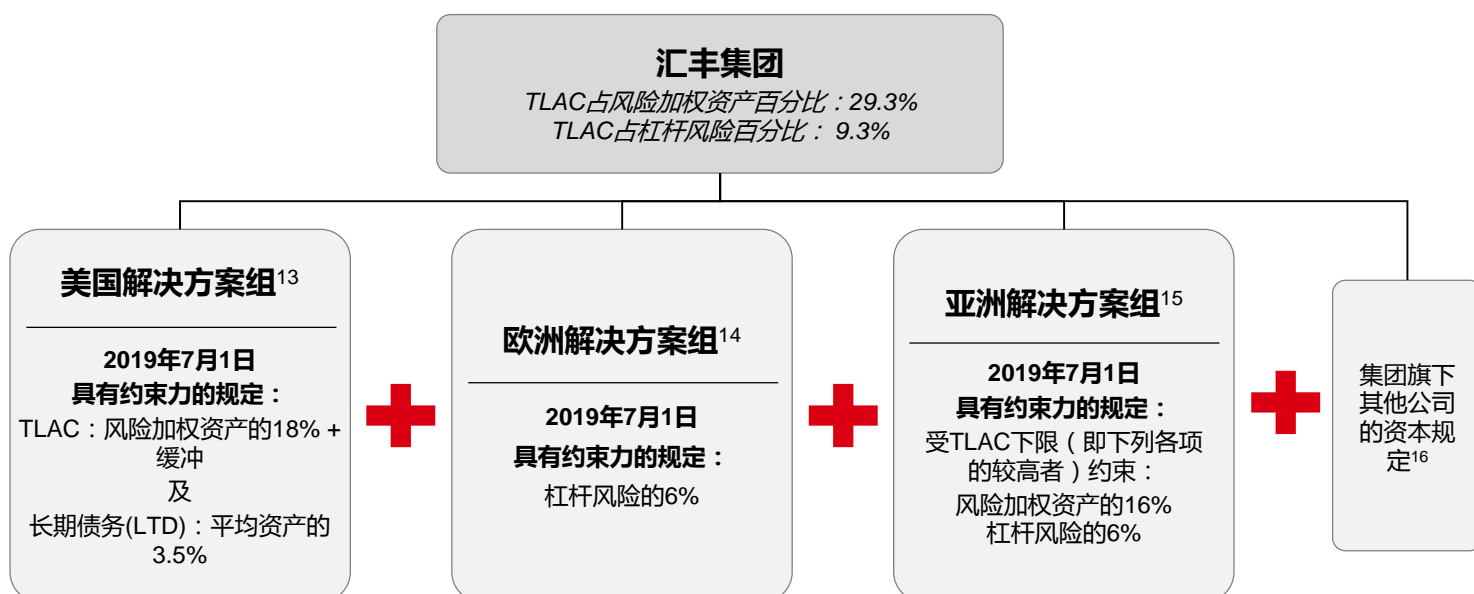 汇丰集团
TLAC占风险加权资产百分比：29.3%
TLAC占杠杆风险百分比： 9.3%
美国解决方案组13
2019年7月1日
具有约束力的规定：
TLAC：风险加权资产的18% +
缓冲
及
长期债务(LTD)：平均资产的
3.5%
欧洲解决方案组14
2019年7月1日
具有约束力的规定：
杠杆风险的6%
亚洲解决方案组15
2019年7月1日
具有约束力的规定：
受TLAC下限（即下列各项
的较高者）约束：
风险加权资产的16%
杠杆风险的6%
集团旗下
其他公司
的资本规
定16